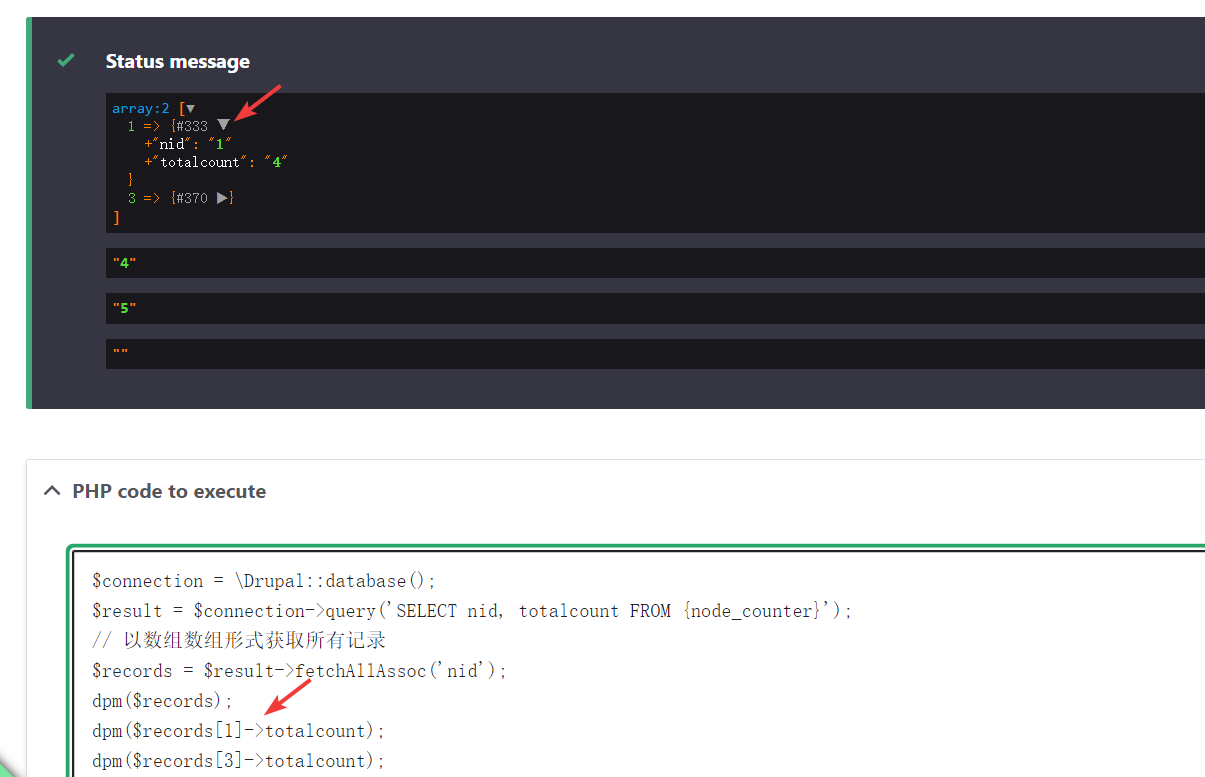 Status message
array:2 [▼
1 => {#333 ▼
+"nid": "1"
+"totalcount": "4"
}
3 => {#370 ▶}
]
"4"
"5"
""
PHP code to execute
$connection = \Drupal::database();
$result = $connection->query('SELECT nid, totalcount FROM {node_counter}');
// 以数组数组形式获取所有记录
$records = $result->fetchAllAssoc('nid');
dpm($records);
dpm($records[1]->totalcount);
dpm($records[3]->totalcount);